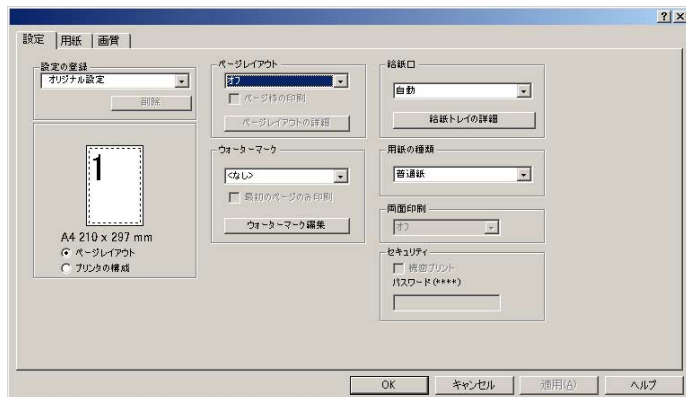 設定 用紙 画質
設定の登録
オリジナル設定
削除
1
A4 210 x 297 mm
ページレイアウト
プリンタの構成
ページレイアウト
オフ
ページ枠の印刷
ページレイアウトの詳細
ウォーターマーク
<なし>
最初のページのみ印刷
ウォーターマーク編集
給紙口
自動
給紙トレイの詳細
用紙の種類
普通紙
両面印刷
オフ
セキュリティ
機密プリント
パスワード(****)
OK キャンセル 適用(A) ヘルプ